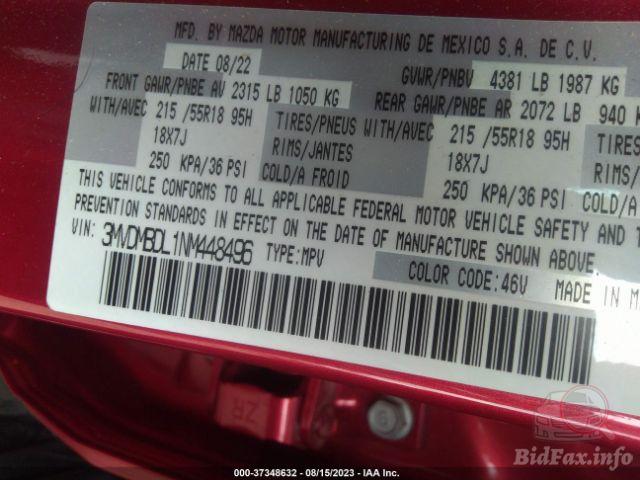 MFD. BY MAZDA MOTOR MANUFACTURING DE MEXICO S.A. DE C.V.
DATE 08/22 GVWR/PNBV 4381 LB 1987 KG
FRONT GAWR/PNBE AV 2315 LB 1050 KG REAR GAWR/PNBE AR 2072 LB 940 K
WITH/AVEC 215 /55R18 95H TIRES/PNEUS WITH/AVEC 215 /55R18 95H TIRES/
18X7J RIMS/JANTES 18X7J RIMS/
250 KPA/36 PSI COLD/A FROID 250 KPA/36 PSI COLD/A
THIS VEHICLE CONFORMS TO ALL APPLICABLE FEDERAL MOTOR VEHICLE SAFETY AND T
PREVENTION STANDARDS IN EFFECT ON THE DATE OF MANUFACTURE SHOWN ABOVE
VIN: 3MVDMBDL1NM448496 TYPE:MPV
COLOR CODE:46V MADE IN M
ZR
8
000-37348632 - 08/15/2023 - IAA Inc.
BidFax.info